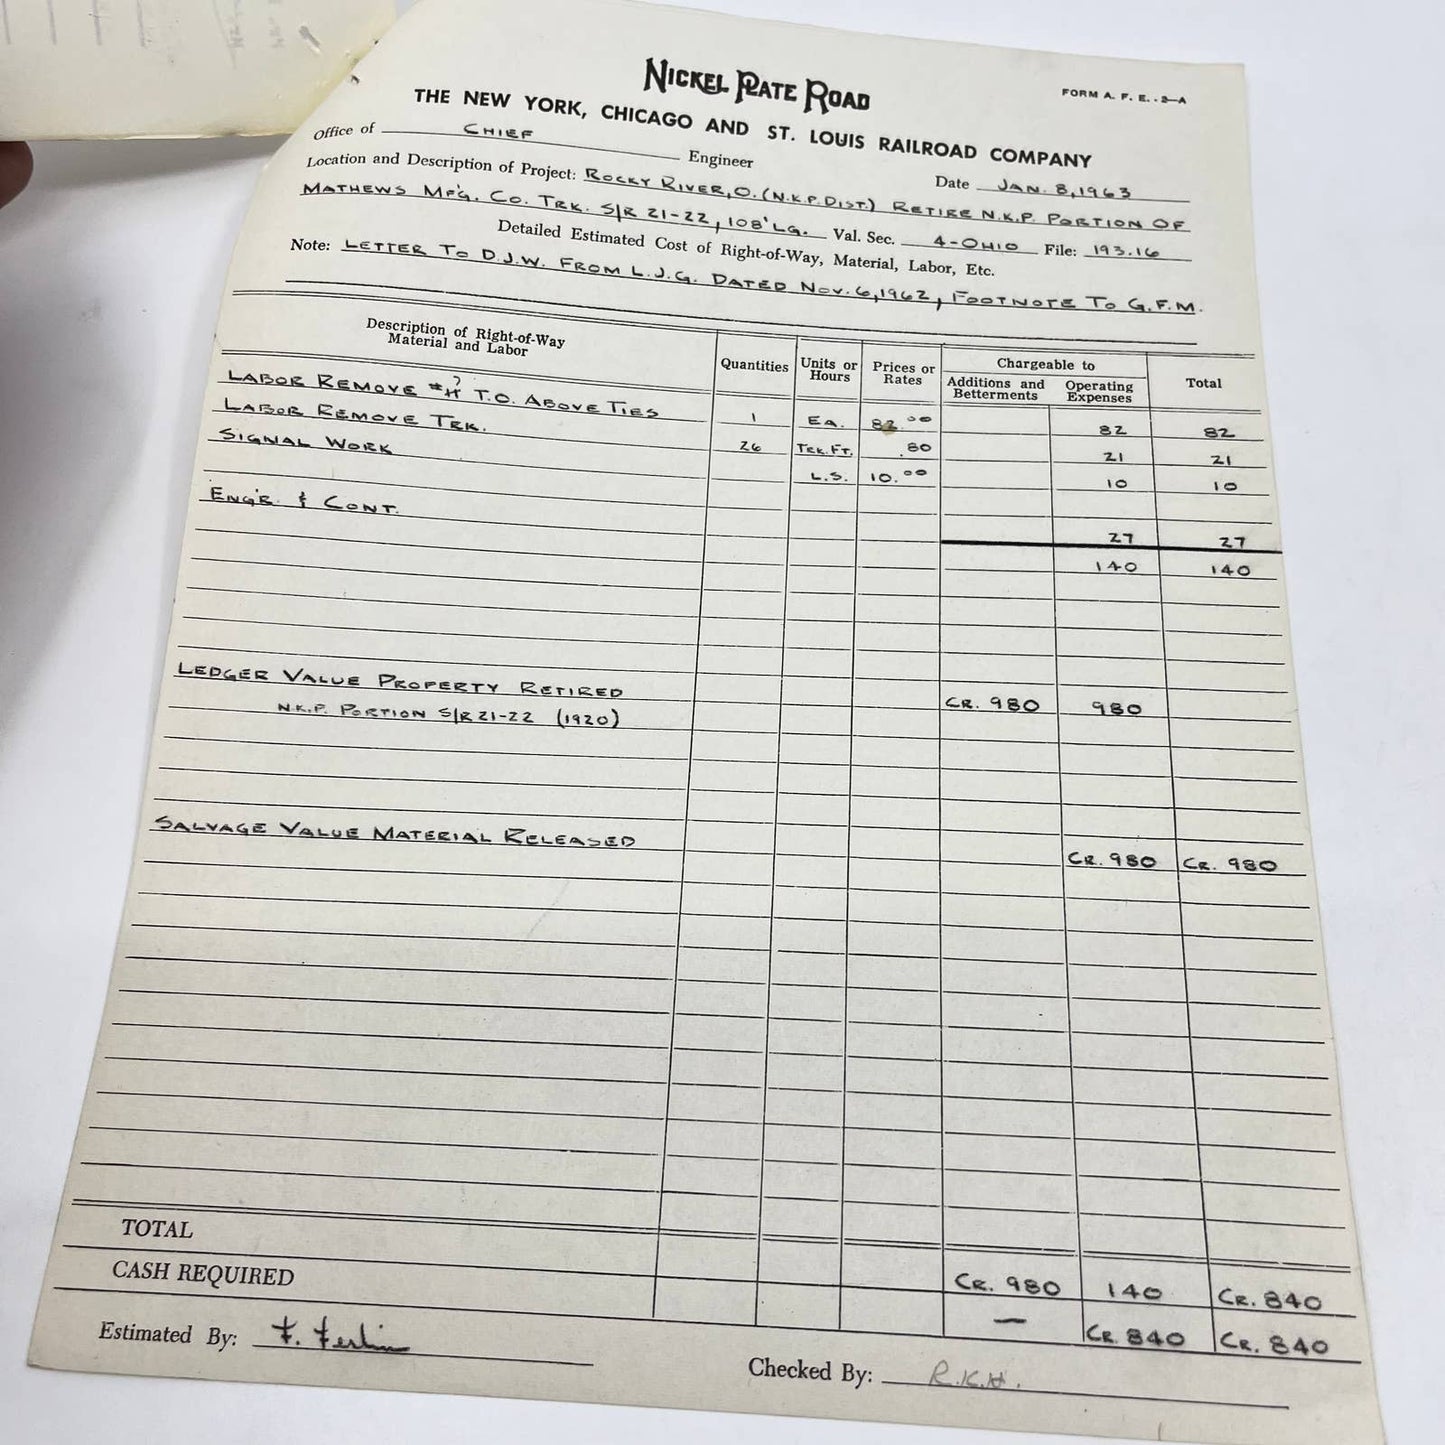 NICKEL PLATE ROAD
FORM A. F. E. - 2-A
THE NEW YORK, CHICAGO AND ST. LOUIS RAILROAD COMPANY
Office of CHIEF Engineer
Date JAN. 8, 1963
Location and Description of Project: ROCKY RIVER, O. (N.K.P. DIST.) RETIRE N.K.P. PORTION OF
MATHEWS MF'G. CO. TRK. S/R 21-22, 108' LG. Val. Sec. 4-OHIO File: 193.16
Detailed Estimated Cost of Right-of-Way, Material, Labor, Etc.
Note: LETTER TO D.J.W. FROM L.J.G. DATED NOV. 6, 1962, FOOTNOTE TO G.F.M.
Description of Right-of-Way Material and Labor Quantities Units or Hours Prices or Rates Chargeable to Additions and Betterments Operating Expenses Total
LABOR REMOVE ? T.O. ABOVE TIES 1 EA. 82.00 82 82
LABOR REMOVE TRK. 26 TRK. FT. .80 21 21
SIGNAL WORK L.S. 10.00 10 10
ENG'R. & CONT. 27 27
140 140
LEDGER VALUE PROPERTY RETIRED
N.K.P. PORTION S/R 21-22 (1920) CR. 980 980
SALVAGE VALUE MATERIAL RELEASED CR. 980 CR. 980
TOTAL CR. 980 140 CR. 840
CASH REQUIRED — CR. 840 CR. 840
Estimated By: F.
Checked By: R.K.H.